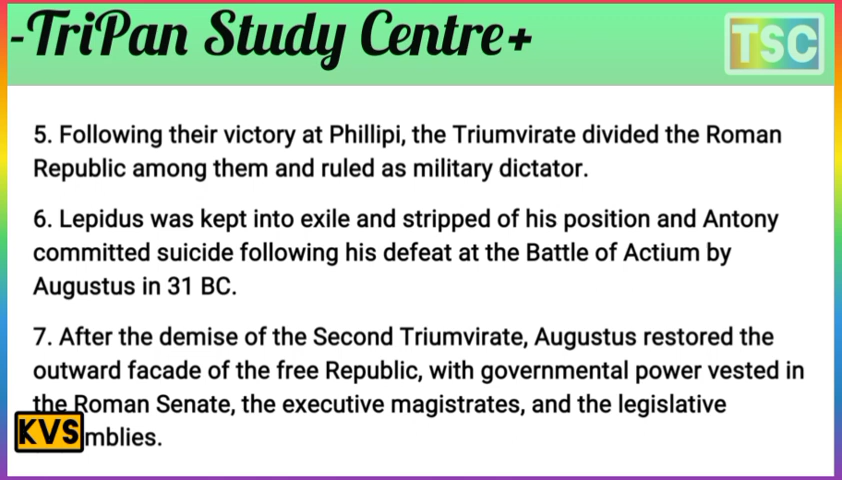 -TriPan Study Centre+
TSC
5. Following their victory at Phillipi, the Triumvirate divided the Roman
Republic among them and ruled as military dictator.
6. Lepidus was kept into exile and stripped of his position and Antony
committed suicide following his defeat at the Battle of Actium by
Augustus in 31 BC.
7. After the demise of the Second Triumvirate, Augustus restored the
outward facade of the free Republic, with governmental power vested in
the Roman Senate, the executive magistrates, and the legislative
KVS mblies.